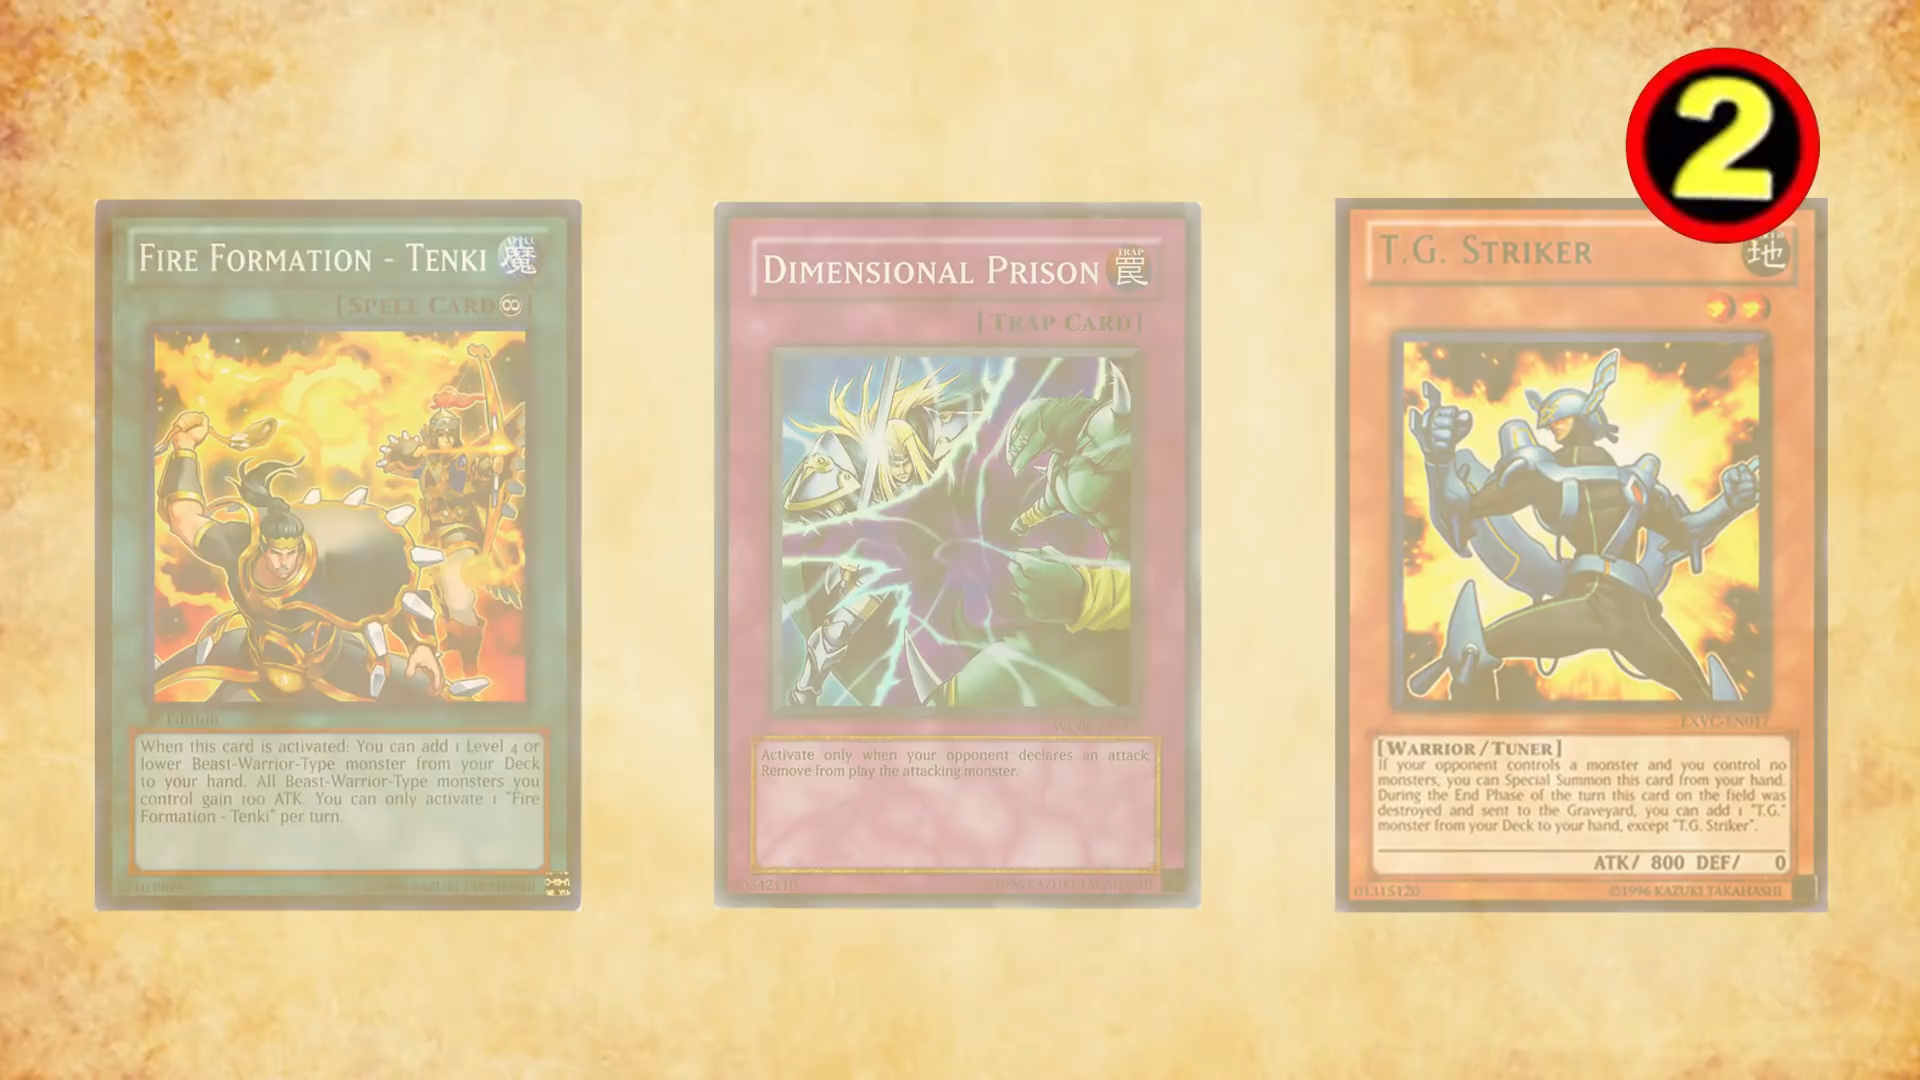 2
FIRE FORMATION - TENKI
SPELL
魔
[SPELL CARD∞]
Edition
When this card is activated: You can add 1 Level 4 or
lower Beast-Warrior-Type monster from your Deck
to your hand. All Beast-Warrior-Type monsters you
control gain 100 ATK. You can only activate 1 "Fire
Formation - Tenki" per turn.
DIMENSIONAL PRISON
TRAP
罠
[TRAP CARD]
Activate only when your opponent declares an attack.
Remove from play the attacking monster.
1996 KAZUKI TAKAHASHI
T.G. STRIKER
地
EXVC-EN017
[WARRIOR/TUNER]
If your opponent controls a monster and you control no
monsters, you can Special Summon this card from your hand.
During the End Phase of the turn this card on the field was
destroyed and sent to the Graveyard, you can add 1 "T.G."
monster from your Deck to your hand, except "T.G. Striker".
ATK/ 800 DEF/ 0
01315120
©1996 KAZUKI TAKAHASHI